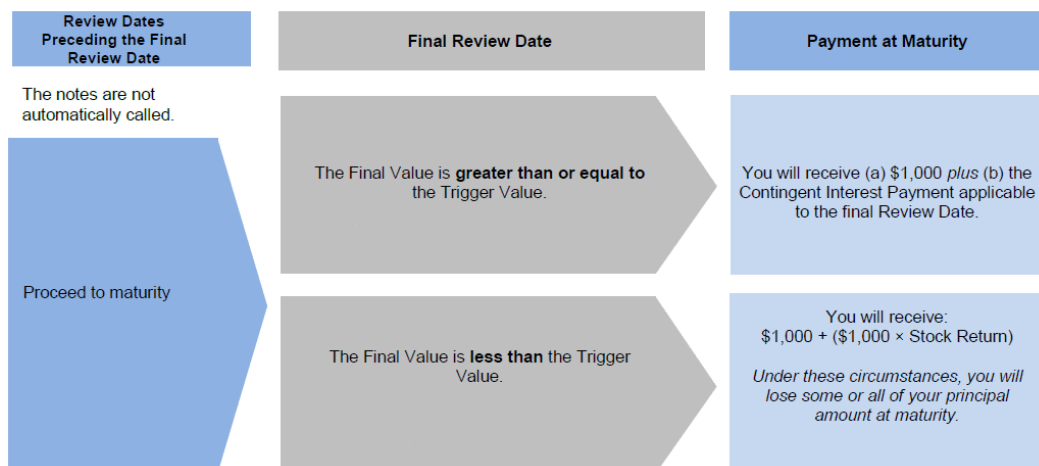 Review Dates
Preceding the Final
Review Date
Final Review Date
Payment at Maturity
The notes are not
automatically called.
Proceed to maturity
The Final Value is greater than or equal to
the Trigger Value.
You will receive (a) $1,000 plus (b) the
Contingent Interest Payment applicable
to the final Review Date.
The Final Value is less than the Trigger
Value.
You will receive:
$1,000 + ($1,000 × Stock Return)
Under these circumstances, you will
lose some or all of your principal
amount at maturity.